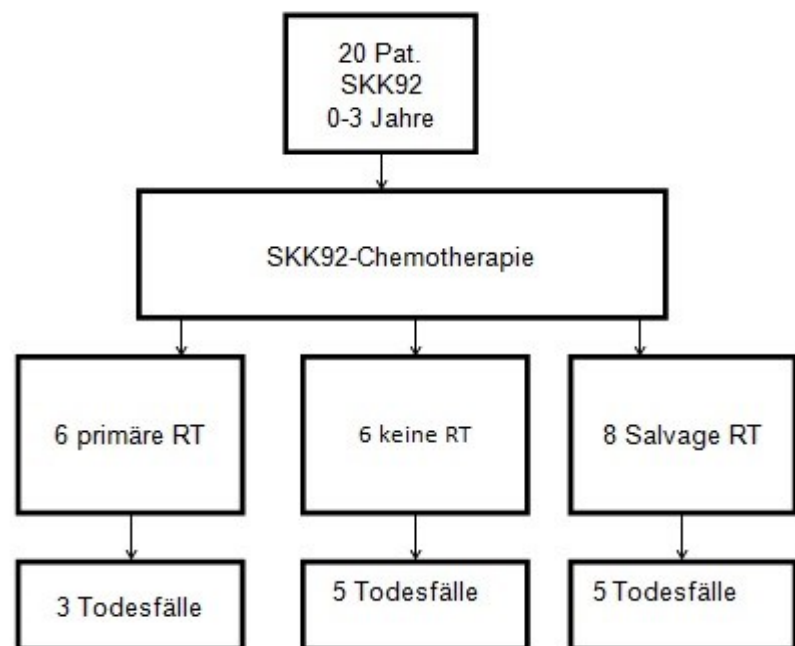 20 Pat.
SKK92
0-3 Jahre
SKK92-Chemotherapie
6 primäre RT
6 keine RT
8 Salvage RT
3 Todesfälle
5 Todesfälle
5 Todesfälle